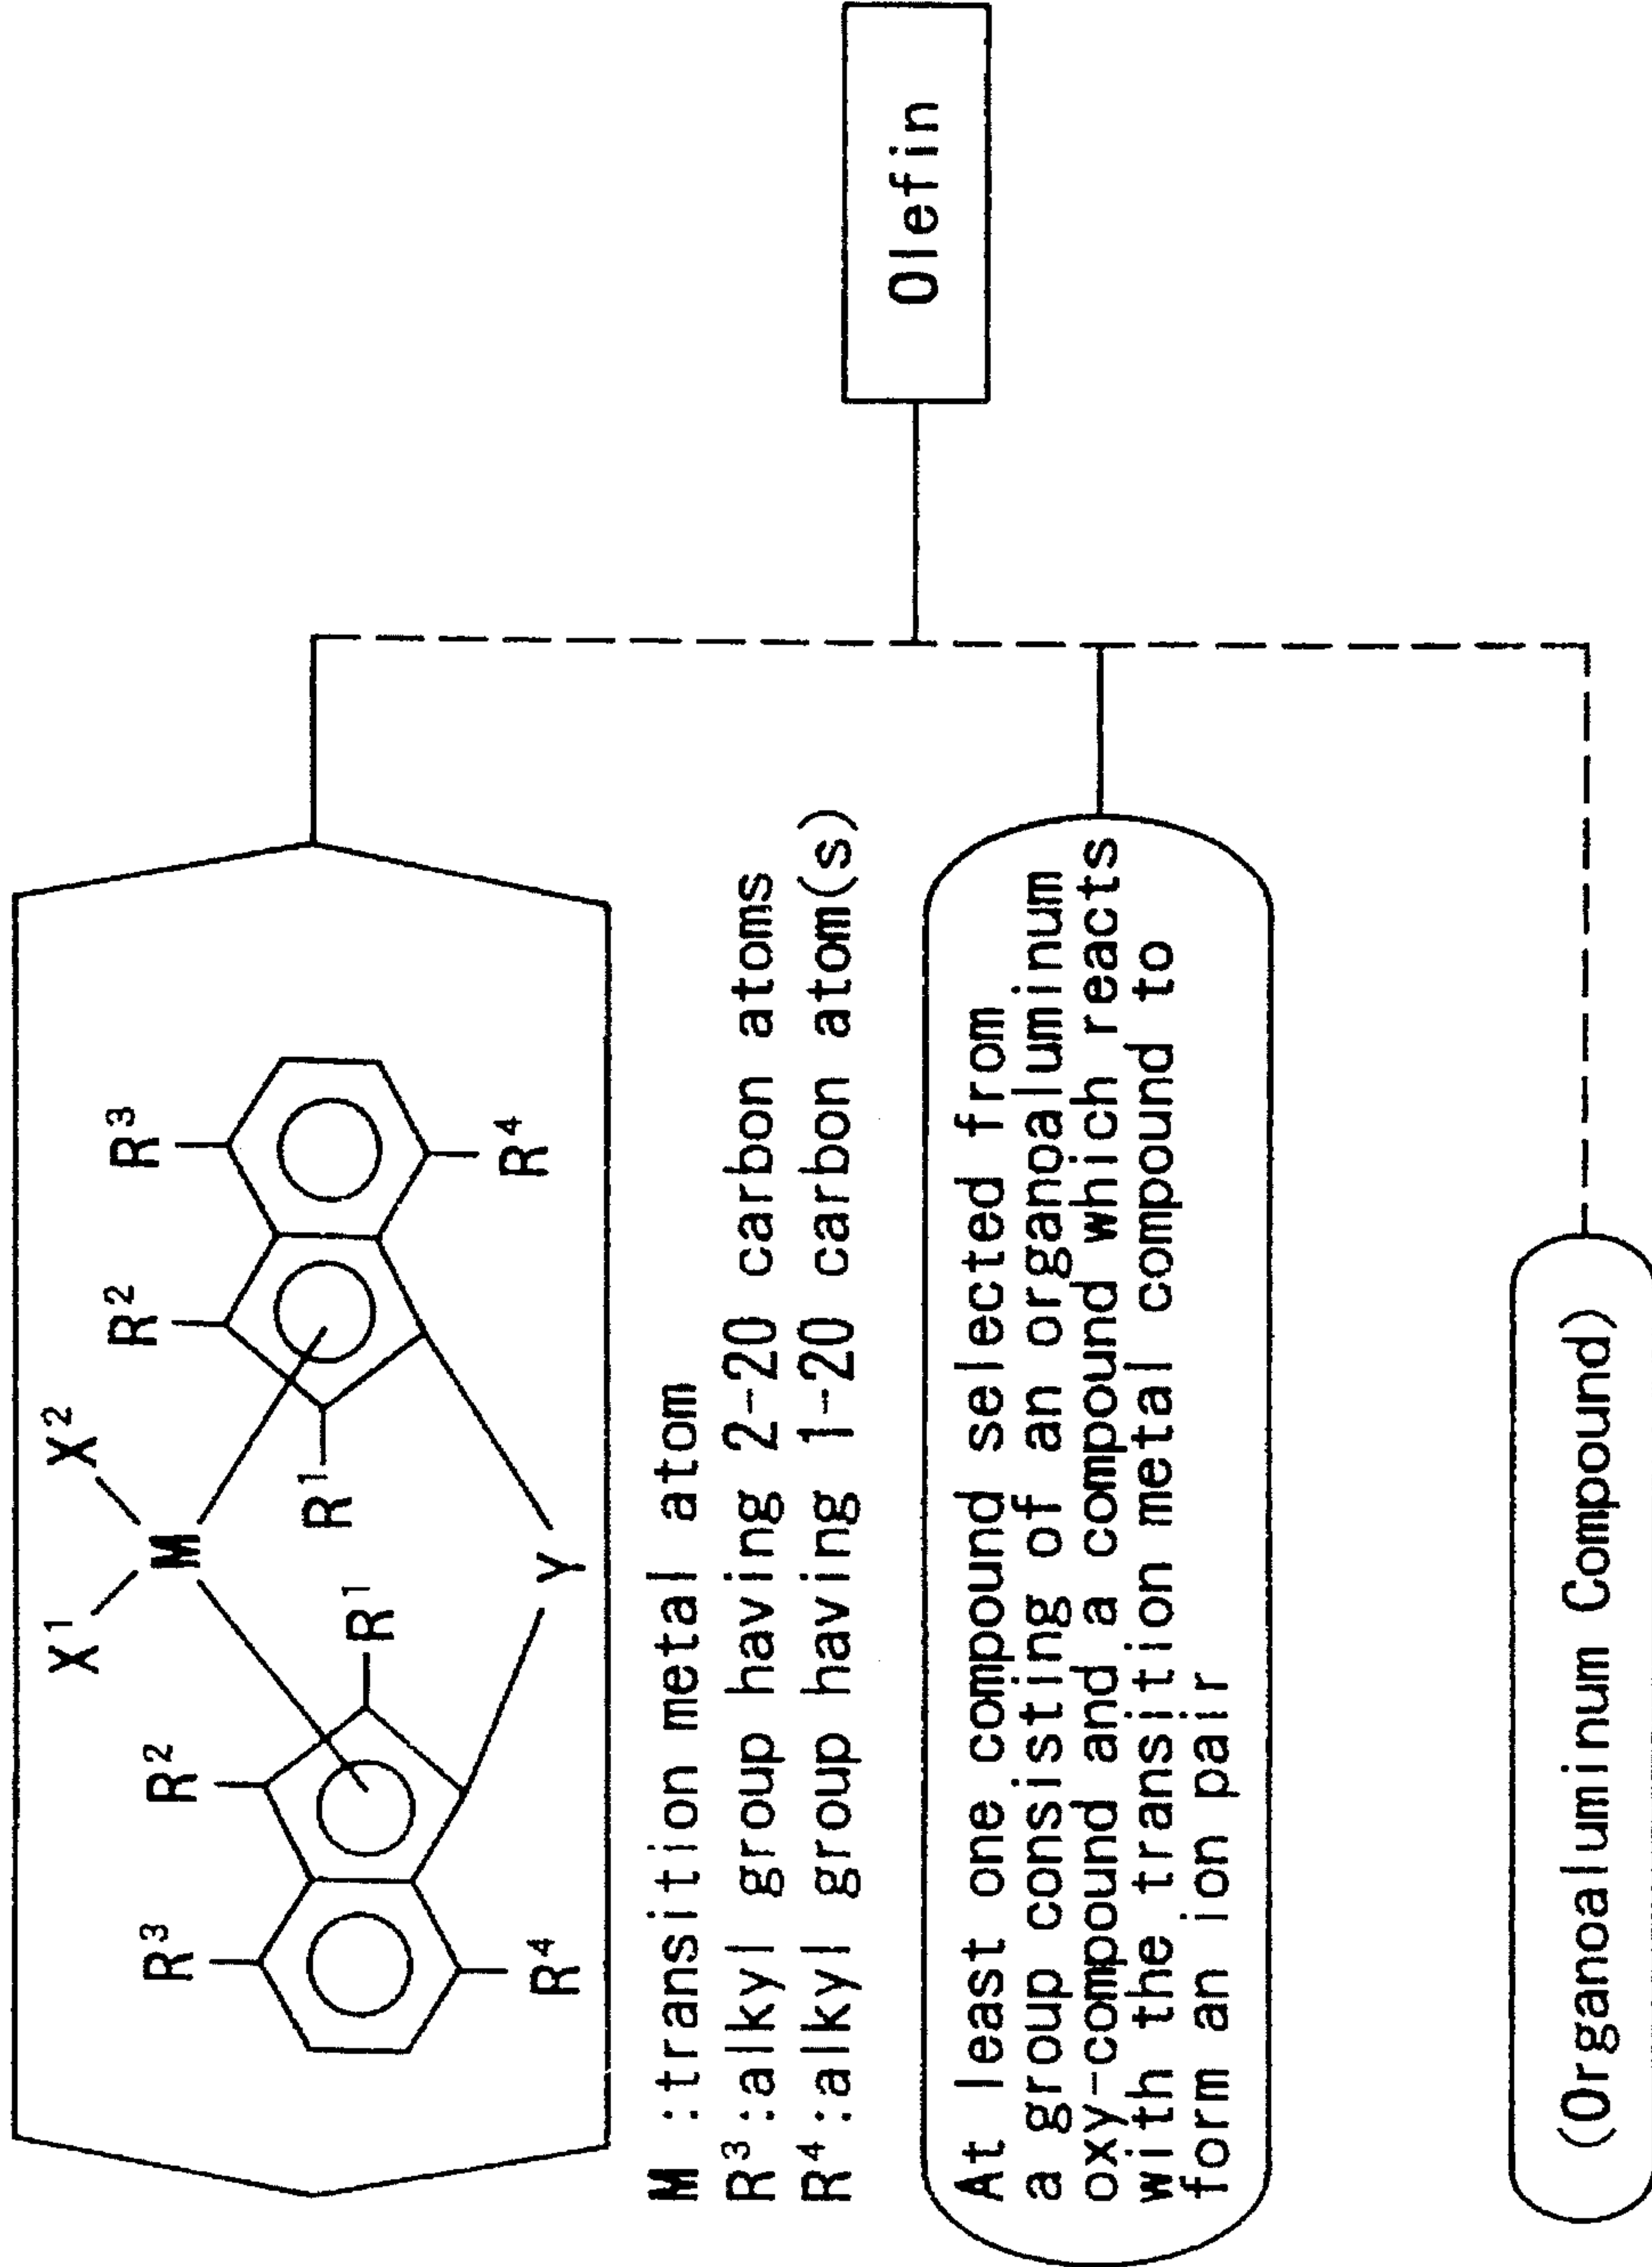 X¹ X²
M
R³ R² R¹ R¹ R² R³
R⁴ Y R⁴
M :transition metal atom
R³:alkyl group having 2-20 carbon atoms
R⁴:alkyl group having 1-20 carbon atom(s)
At least one compound selected from
a group consisting of an organoaluminum
oxy-compound and a compound which reacts
with the transition metal compound to
form an ion pair
(Organoaluminum Compound)
Olefin